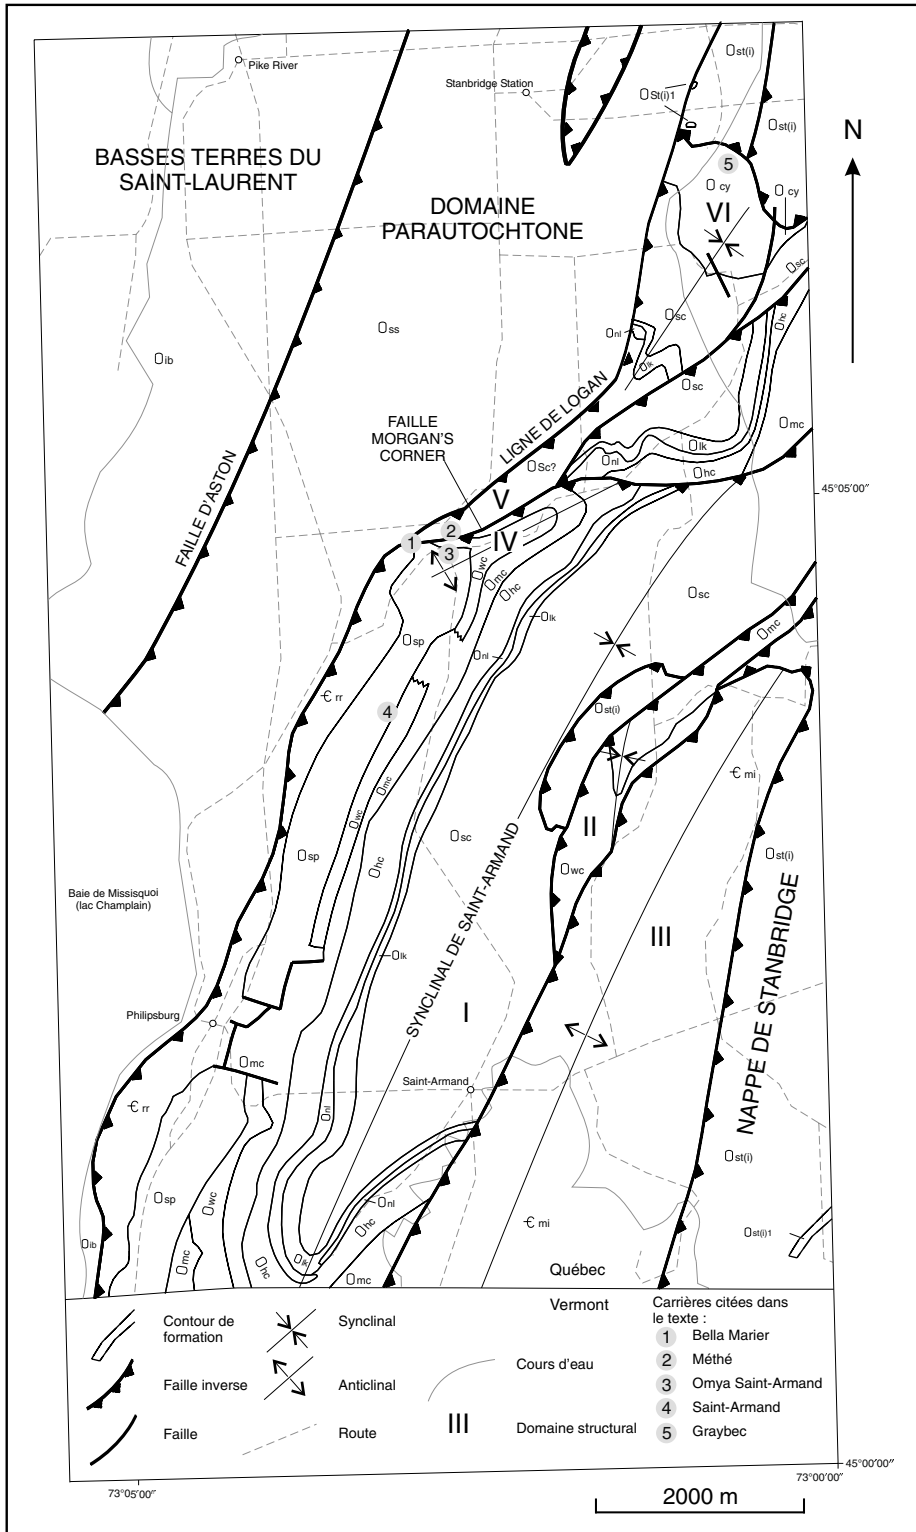 Pike River
Stanbridge Station
Ost(i)
OSt(i)1
Ost(i)
N
BASSES TERRES DU
SAINT-LAURENT
DOMAINE
PARAUTOCHTONE
5
Ocy
VI
Ocy
Osc
Oib
Oss
Osc
Onl
Olk
Ohc
Osc
FAILLE D'ASTON
FAILLE
MORGAN'S
CORNER
LIGNE DE LOGAN
OSc?
Onl
Olk
Omc
Ohc
45°05'00"
V
1
2
3
IV
Owc
Omc
Ohc
Olk
Osc
Omc
Osp
Onl
Єrr
4
Ost(i)
Єmi
Owc
Omc
Osp
Ohc
Osc
II
Owc
Ost(i)
Baie de Missisquoi
(lac Champlain)
SYNCLINAL DE SAINT-ARMAND
III
NAPPE DE STANBRIDGE
Olk
I
Philipsburg
Omc
Saint-Armand
Єrr
Onl
Osp
Owc
Onl
Ost(i)
Oib
Omc
Ohc
Olk
Ohc
Omc
Єmi
Ost(i)1
Québec
Vermont
Contour de
formation
Synclinal
Carrières citées dans
le texte :
1 Bella Marier
2 Méthé
Faille inverse
Anticlinal
Cours d'eau
3 Omya Saint-Armand
4 Saint-Armand
Faille
Route
III
Domaine structural
5 Graybec
73°05'00"
73°00'00"
45°00'00"
2000 m